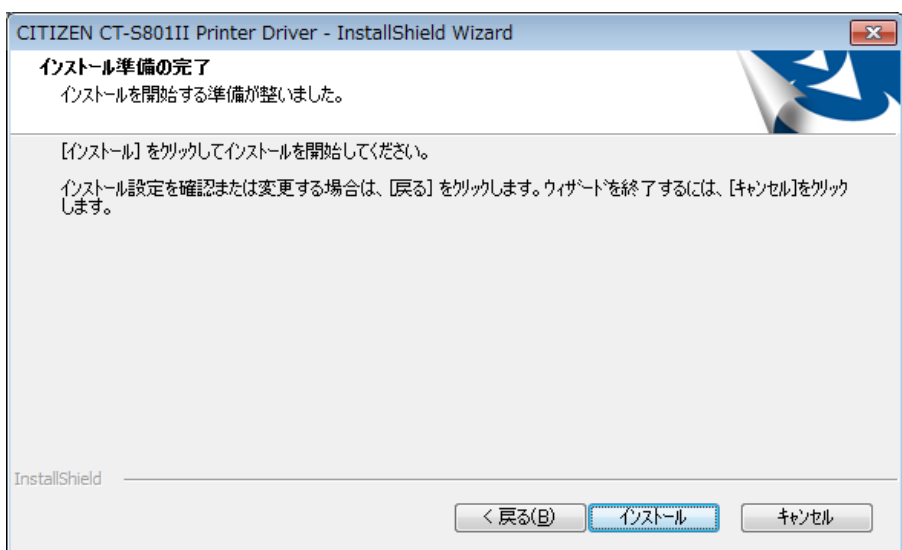 CITIZEN CT-S801II Printer Driver - InstallShield Wizard
インストール準備の完了
インストールを開始する準備が整いました。
[インストール] をクリックしてインストールを開始してください。
インストール設定を確認または変更する場合は、[戻る] をクリックします。ウィザードを終了するには、[キャンセル]をクリック
します。
InstallShield
< 戻る(B)
インストール
キャンセル